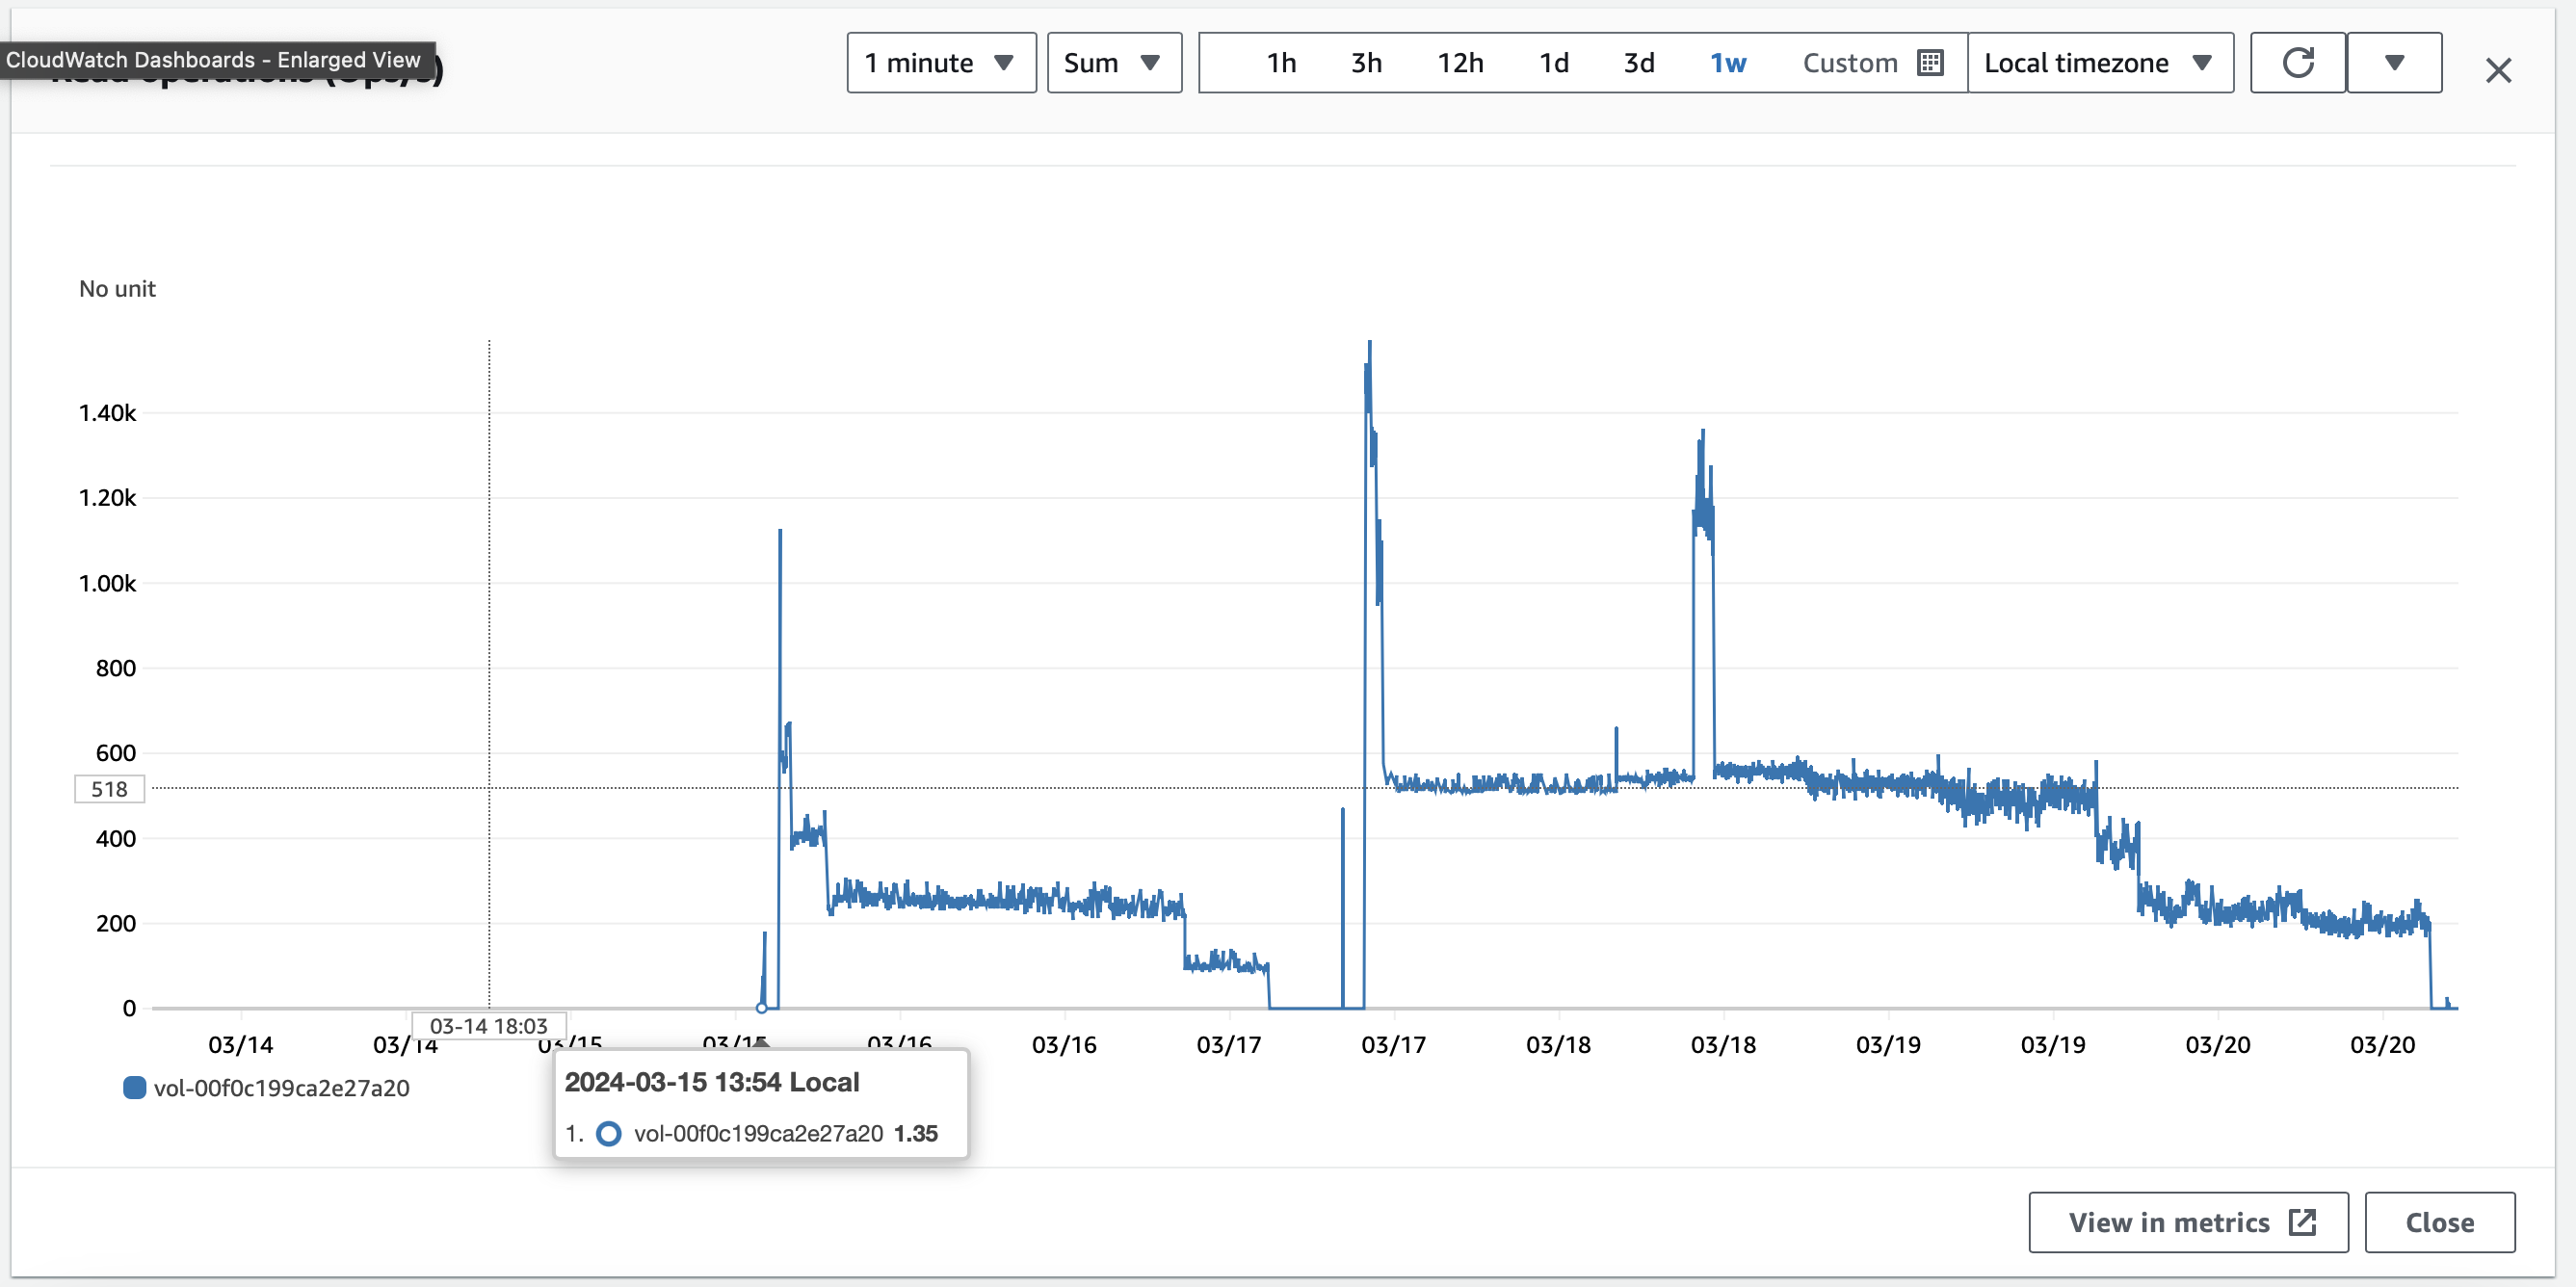 CloudWatch Dashboards - Enlarged View
Read operations (Ops/s)
1 minute
Sum
1h 3h 12h 1d 3d 1w Custom
Local timezone
No unit
1.40k
1.20k
1.00k
800
600
518
400
200
0
03-14 18:03
03/14 03/14 03/15 03/15 03/16 03/16 03/17 03/17 03/18 03/18 03/19 03/19 03/20 03/20
vol-00f0c199ca2e27a20
2024-03-15 13:54 Local
1. vol-00f0c199ca2e27a20 1.35
View in metrics
Close